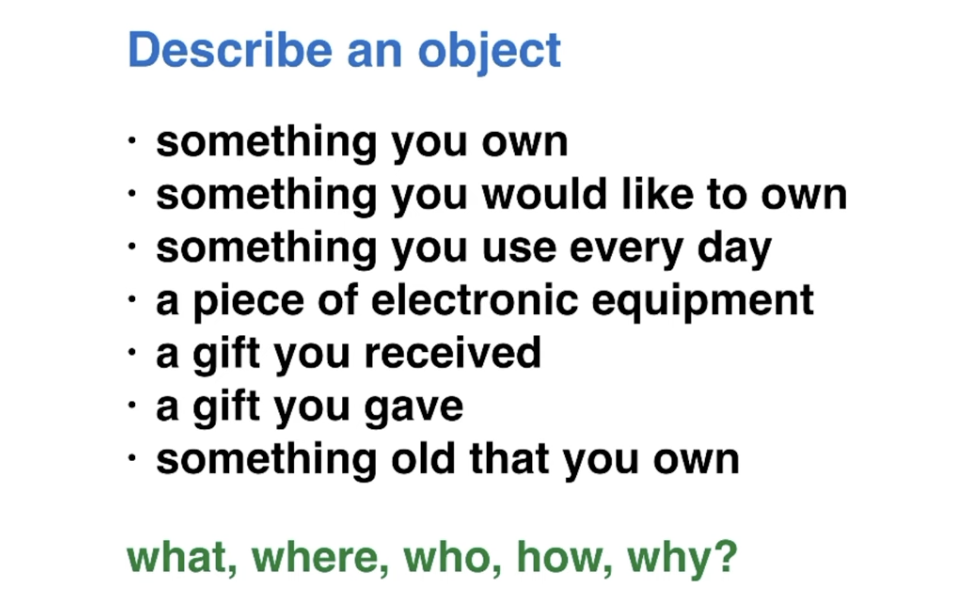 Describe an object
· something you own
· something you would like to own
· something you use every day
· a piece of electronic equipment
· a gift you received
· a gift you gave
· something old that you own
what, where, who, how, why?